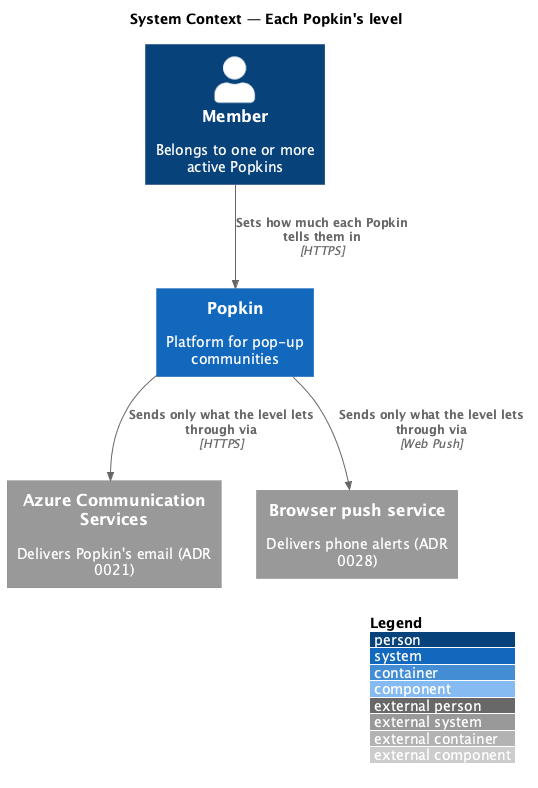 System Context — Each Popkin's level
Member
Belongs to one or more
active Popkins
Sets how much each Popkin
tells them in
[HTTPS]
Popkin
Platform for pop-up
communities
Sends only what the level lets
through via
[HTTPS]
Sends only what the level lets
through via
[Web Push]
Azure Communication
Services
Delivers Popkin's email (ADR
0021)
Browser push service
Delivers phone alerts (ADR
0028)
Legend
person
system
container
component
external person
external system
external container
external component